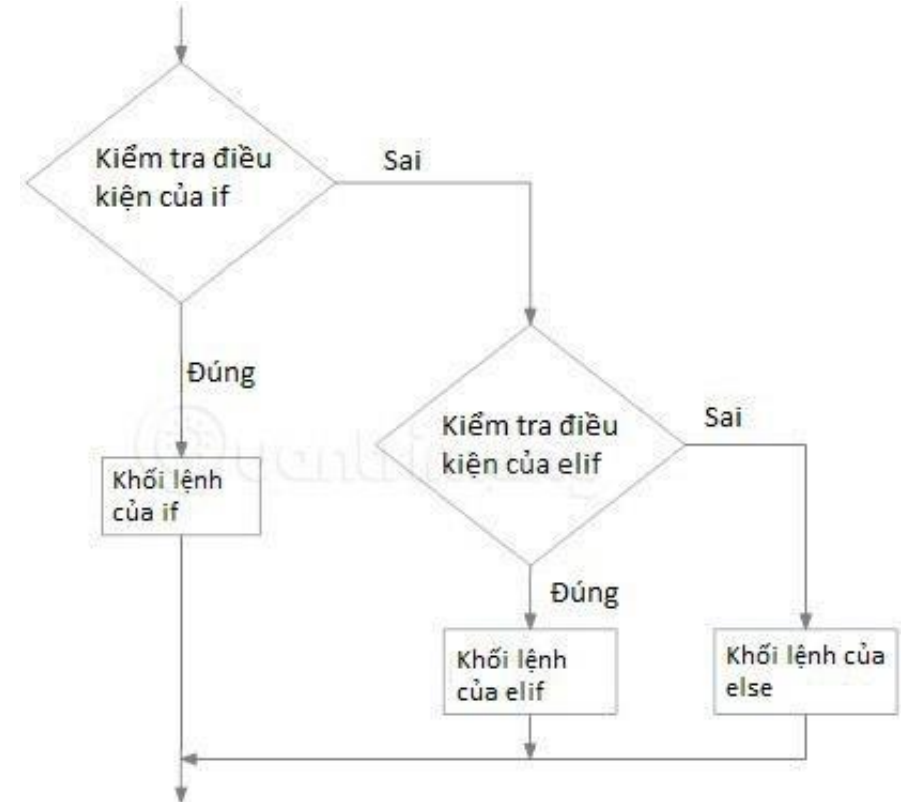 Kiểm tra điều
kiện của if
Sai
Đúng
Khối lệnh
của if
Kiểm tra điều
kiện của elif
Sai
Đúng
Khối lệnh
của elif
Khối lệnh của
else